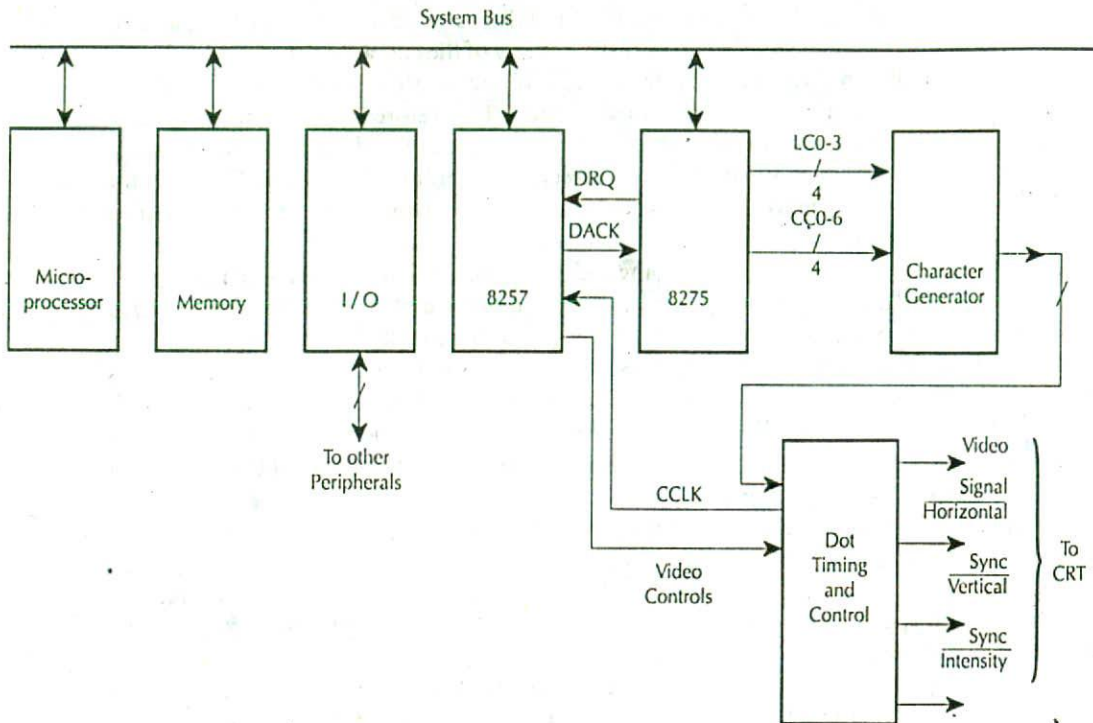 System Bus
LC0-3
4
DRQ
DACK
CC0-6
4
Micro-
processor
Memory
I / O
8257
8275
Character
Generator
To other
Peripherals
CCLK
Video
Controls
Dot
Timing
and
Control
Video
Signal
Horizontal
Sync
Vertical
Sync
Intensity
To
CRT